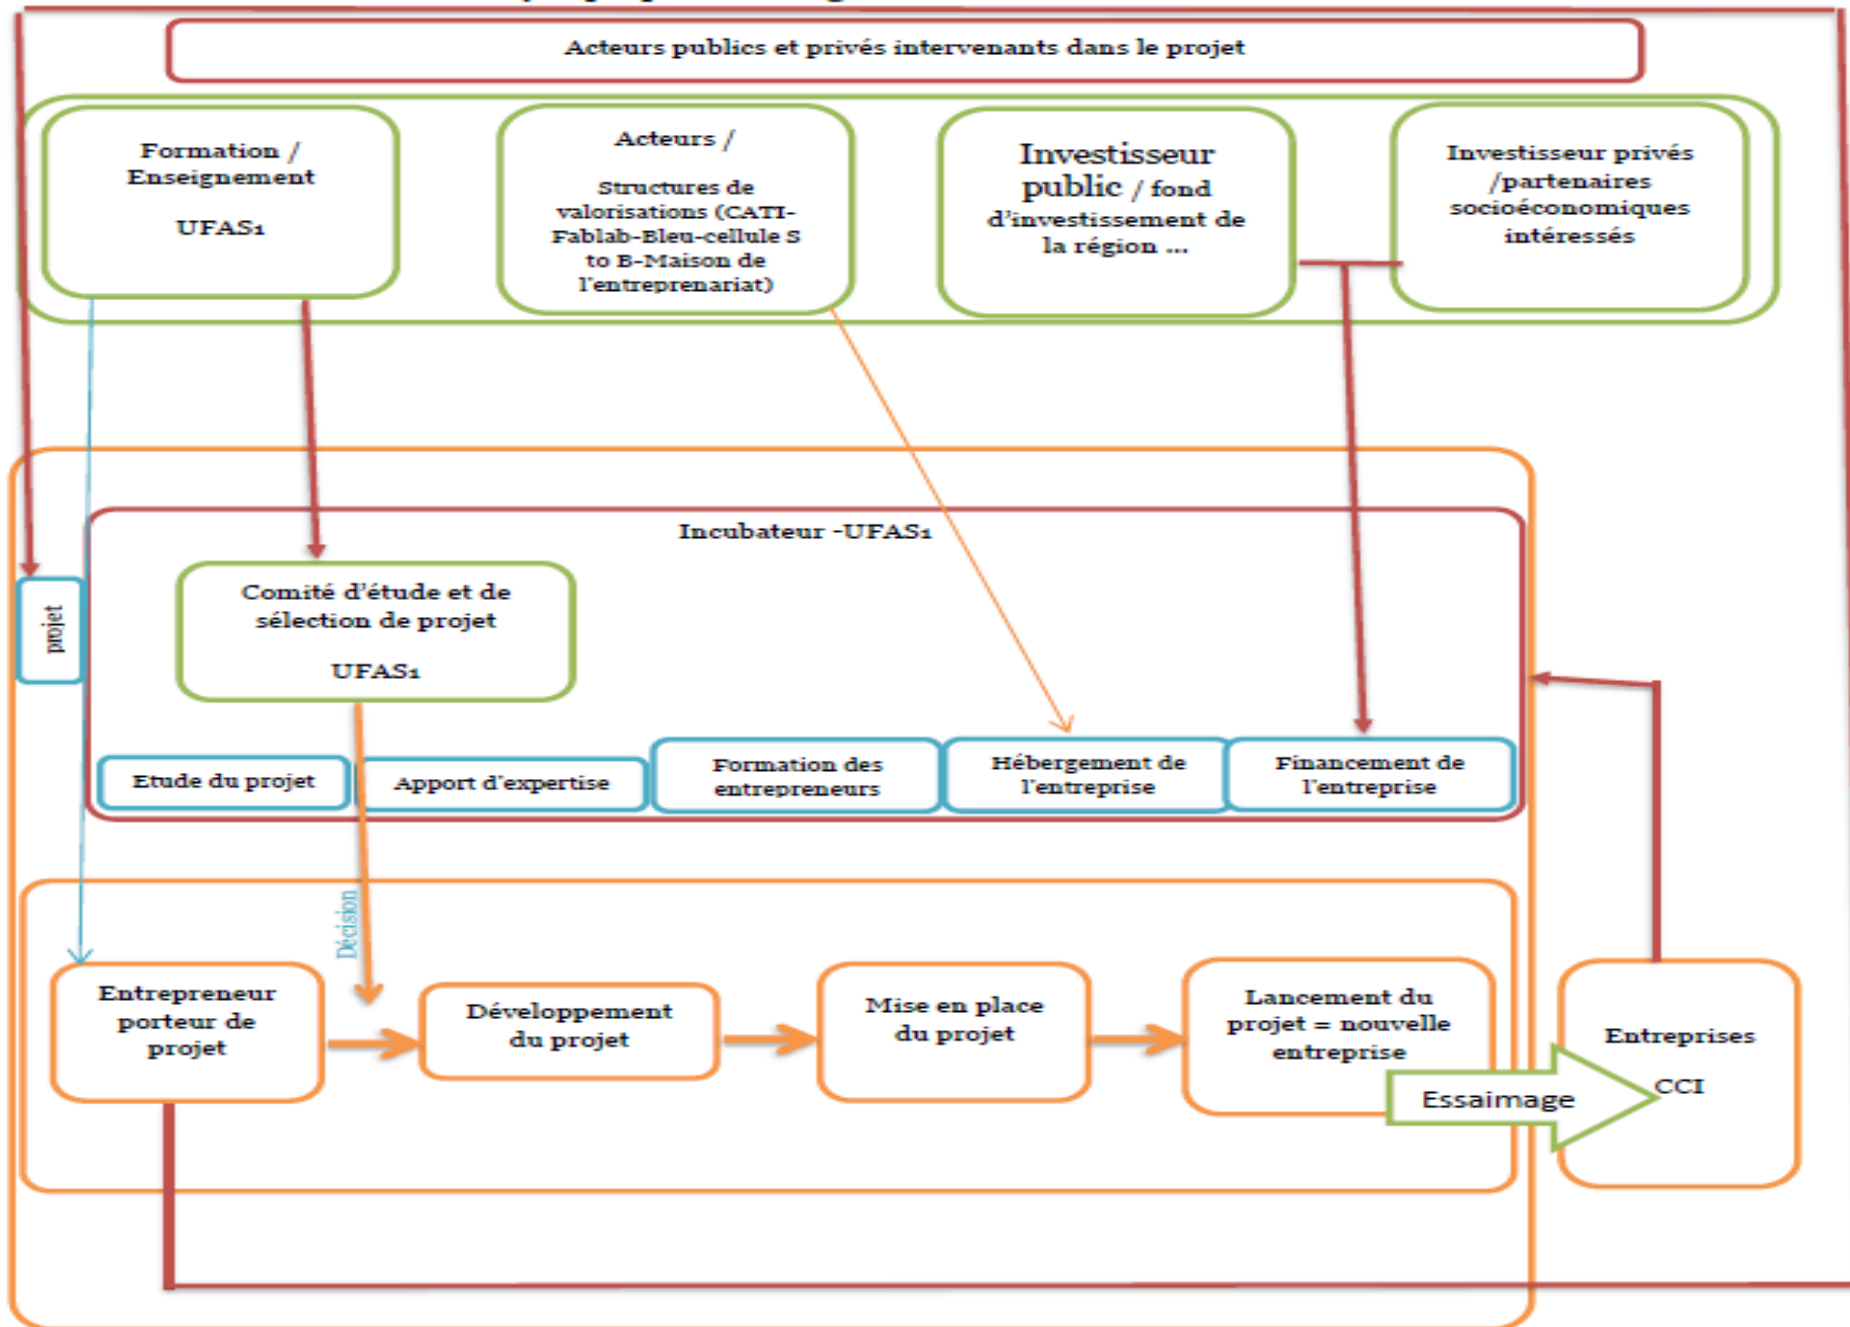 Acteurs publics et privés intervenants dans le projet
Formation /
Enseignement
UFAS1
Acteurs /
Structures de
valorisations (CATI-
Fablab-Bleu-cellule S
to B-Maison de
l'entreprenariat)
Investisseur
public / fond
d'investissement de
la région ...
Investisseur privés
/partenaires
socioéconomiques
intéressés
Incubateur -UFAS1
projet
Comité d'étude et de
sélection de projet
UFAS1
Etude du projet
Apport d'expertise
Formation des
entrepreneurs
Hébergement de
l'entreprise
Financement de
l'entreprise
Décision
Entrepreneur
porteur de
projet
Développement
du projet
Mise en place
du projet
Lancement du
projet = nouvelle
entreprise
Essaimage
Entreprises
CCI